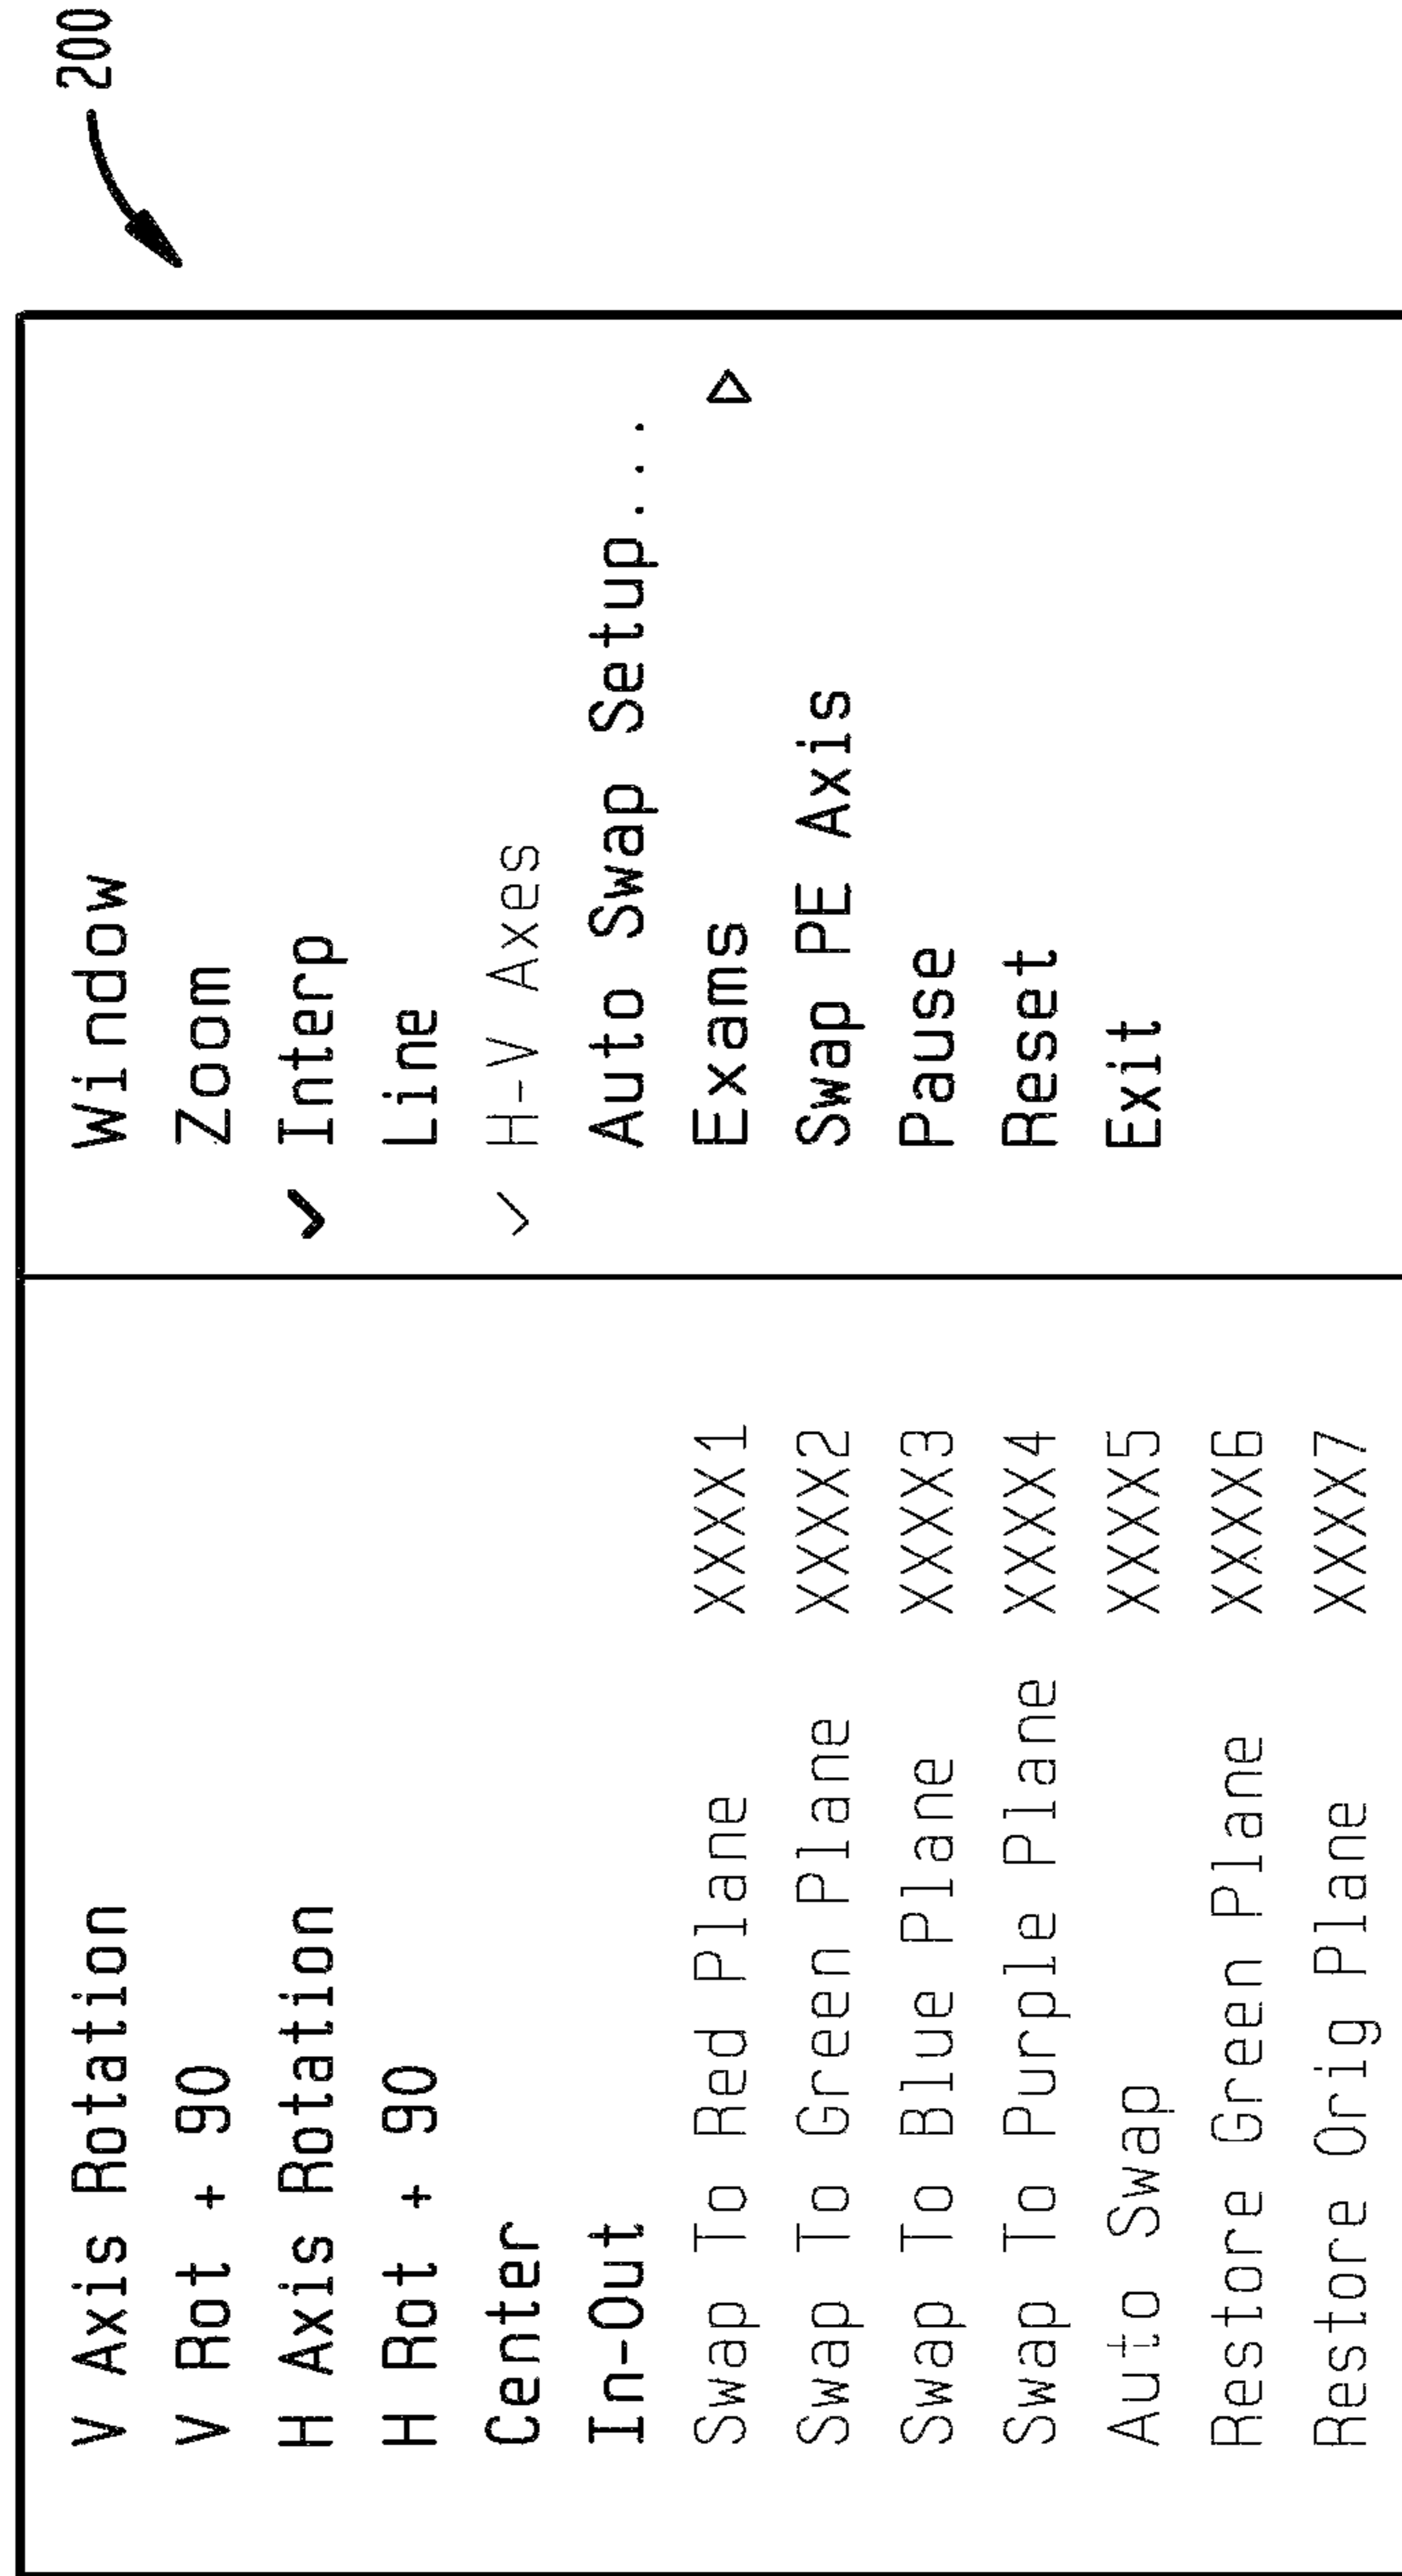 200
V Axis Rotation
V Rot + 90
H Axis Rotation
H Rot + 90
Center
In-Out
Swap To Red Plane XXXX1
Swap To Green Plane XXXX2
Swap To Blue Plane XXXX3
Swap To Purple Plane XXXX4
Auto Swap XXXX5
Restore Green Plane XXXX6
Restore Orig Plane XXXX7
Window
Zoom
✓ Interp
Line
✓ H-V Axes
Auto Swap Setup...
Exams ▷
Swap PE Axis
Pause
Reset
Exit